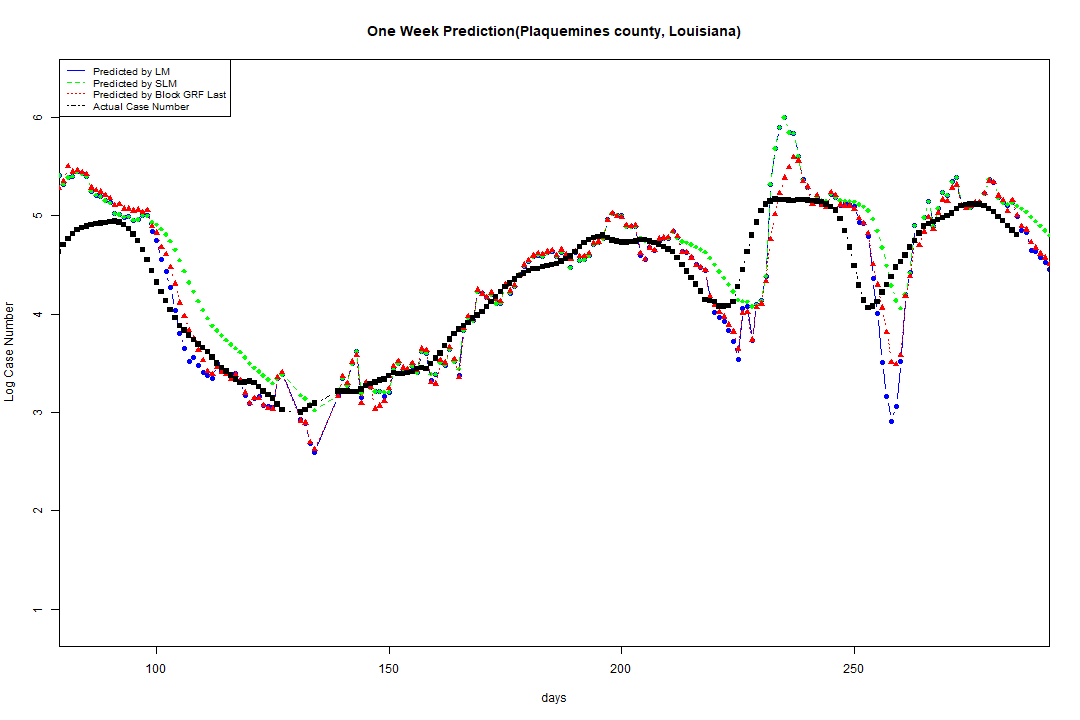 One Week Prediction(Plaquemines county, Louisiana)
Predicted by LM
Predicted by SLM
Predicted by Block GRF Last
Actual Case Number
6
5
4
3
2
1
Log Case Number
100 150 200 250
days